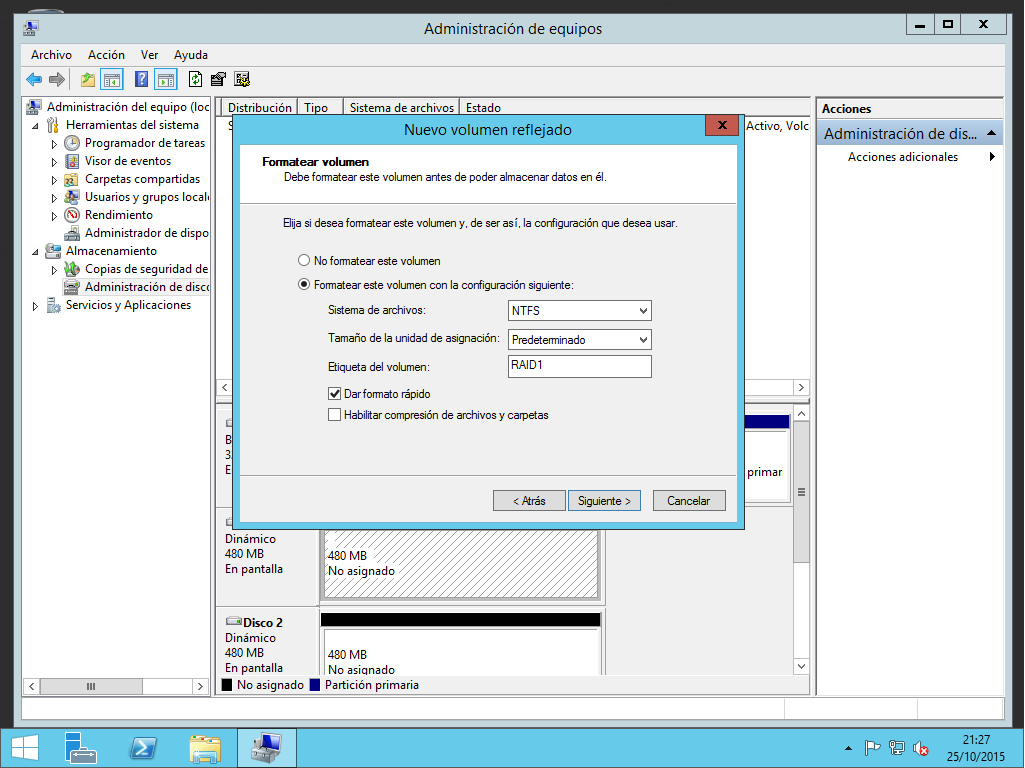 Administración de equipos
Archivo Acción Ver Ayuda
Administración del equipo (loc
Herramientas del sistema
Programador de tareas
Visor de eventos
Carpetas compartidas
Usuarios y grupos locale
Rendimiento
Administrador de dispo
Almacenamiento
Copias de seguridad de
Administración de disco
Servicios y Aplicaciones
Distribución Tipo Sistema de archivos Estado
Activo, Volc
Acciones
Administración de dis...
Acciones adicionales
Nuevo volumen reflejado
Formatear volumen
Debe formatear este volumen antes de poder almacenar datos en él.
Elija si desea formatear este volumen y, de ser así, la configuración que desea usar.
No formatear este volumen
Formatear este volumen con la configuración siguiente:
Sistema de archivos: NTFS
Tamaño de la unidad de asignación: Predeterminado
Etiqueta del volumen: RAID1
Dar formato rápido
Habilitar compresión de archivos y carpetas
< Atrás Siguiente > Cancelar
primar
Dinámico
480 MB
En pantalla
480 MB
No asignado
Disco 2
Dinámico
480 MB
En pantalla
480 MB
No asignado
No asignado Partición primaria
21:27
25/10/2015